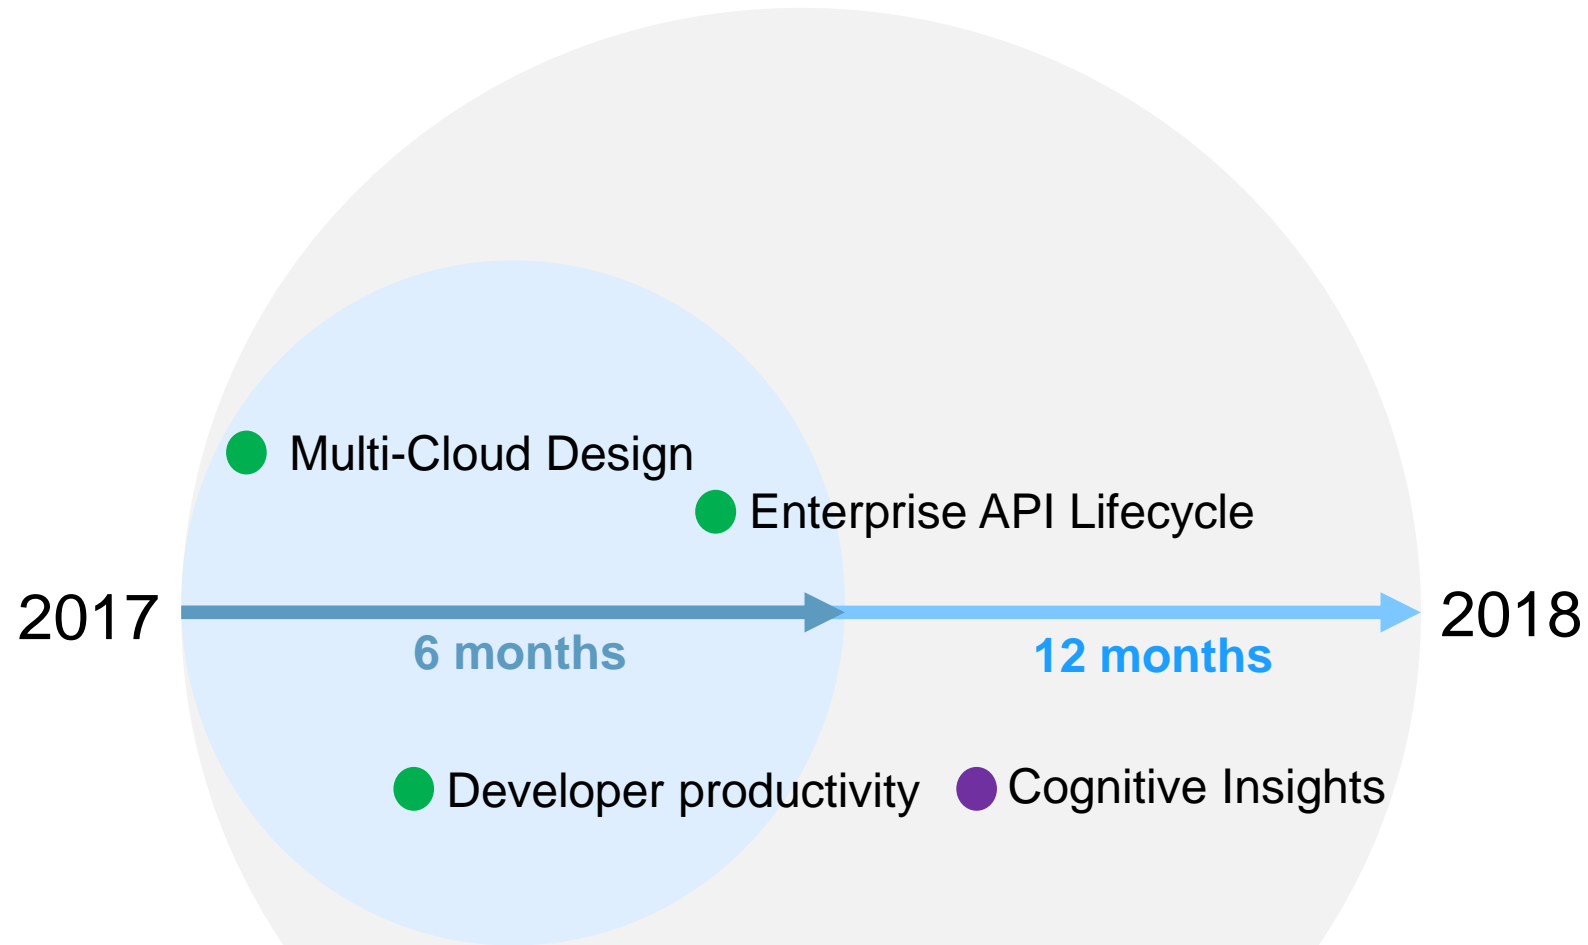 Multi-Cloud Design
Enterprise API Lifecycle
2017
2018
6 months
12 months
Developer productivity
Cognitive Insights